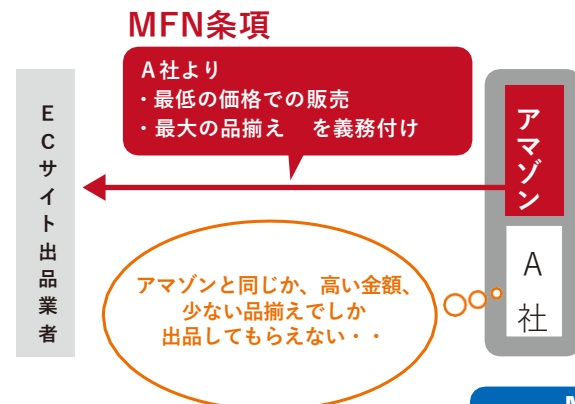 MFN条項
A社より
・最低の価格での販売
・最大の品揃え　を義務付け
ECサイト出品業者
アマゾン
A社
アマゾンと同じか、高い金額、
少ない品揃えでしか
出品してもらえない・・